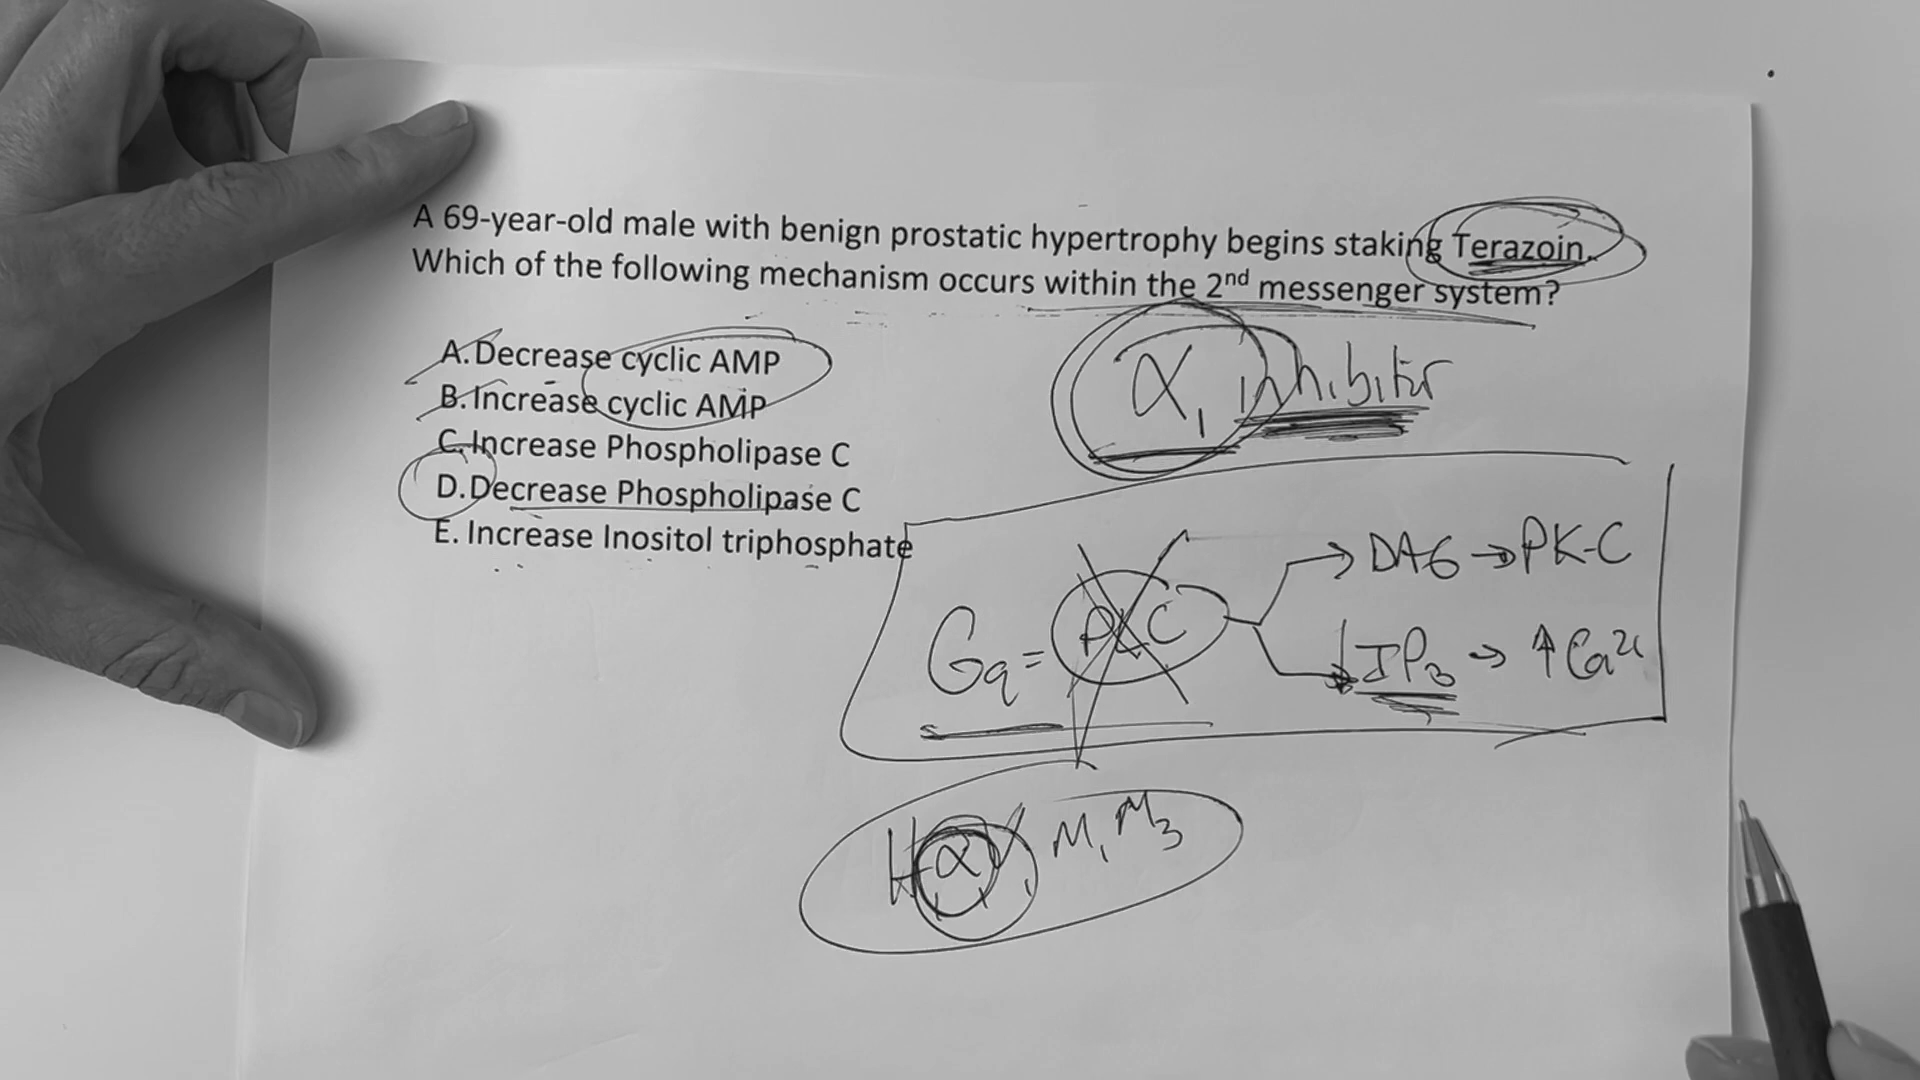 A 69-year-old male with benign prostatic hypertrophy begins staking Terazoin.
Which of the following mechanism occurs within the 2nd messenger system?
A. Decrease cyclic AMP
B. Increase cyclic AMP
C. Increase Phospholipase C
D. Decrease Phospholipase C
E. Increase Inositol triphosphate
α1 inhibitor
→ DAG → PK-C
Gq = PLC
↓ IP3 → ↑ Ca2+
H α1 V1 M1 M3